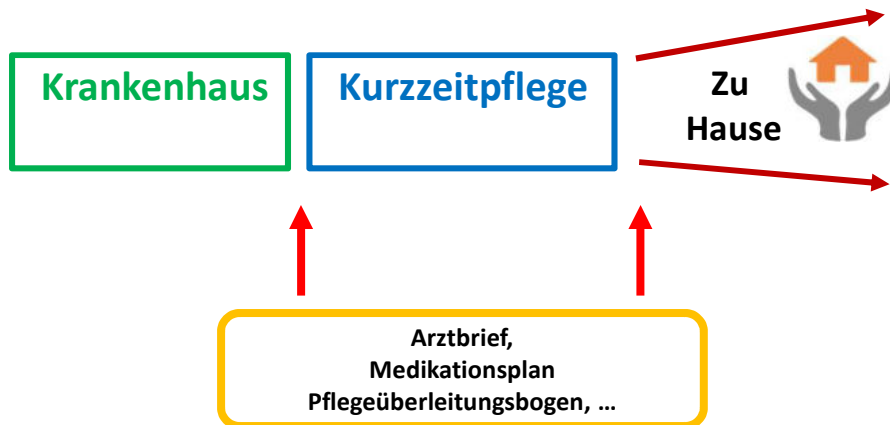 Krankenhaus
Kurzzeitpflege
Zu
Hause
Arztbrief,
Medikationsplan
Pflegeüberleitungsbogen, …